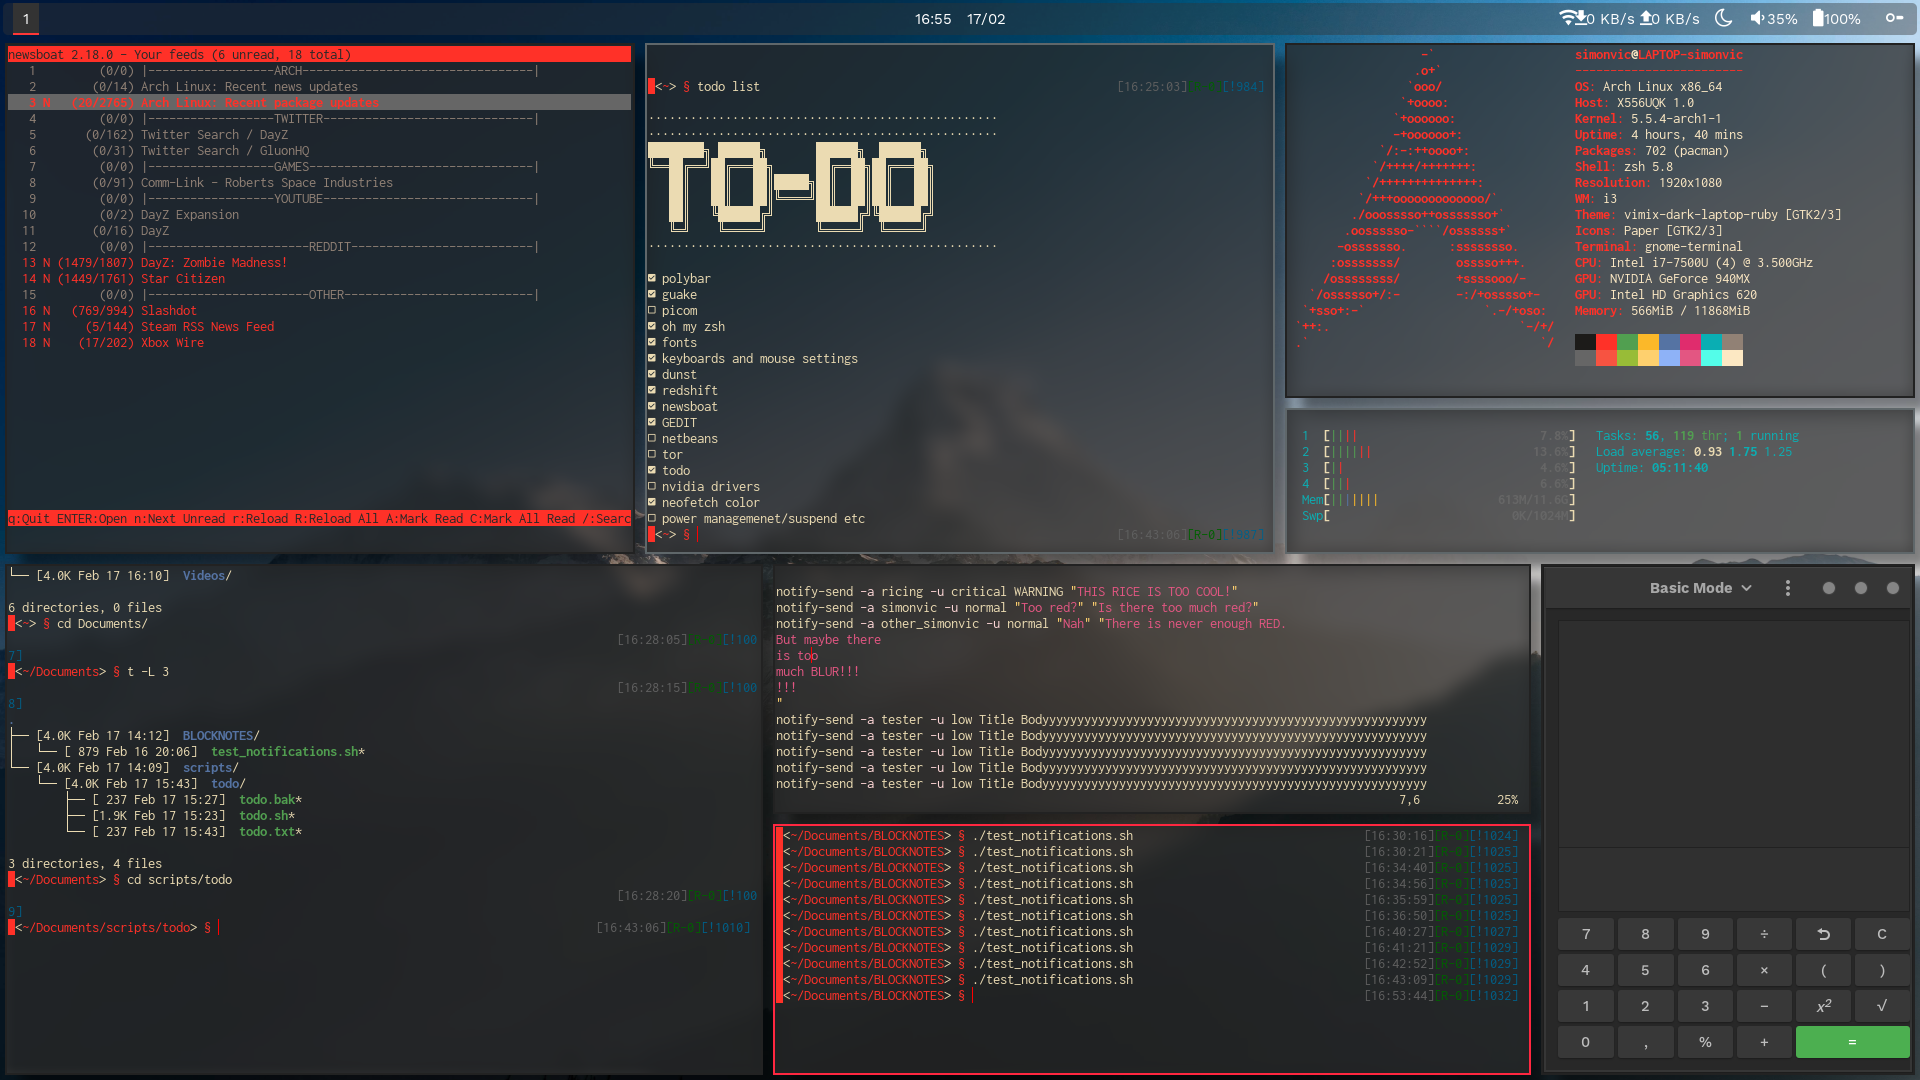 1
16:55 17/02
0 KB/s 0 KB/s 35% 100%
newsboat 2.18.0 - Your feeds (6 unread, 18 total)
1 (0/0) |------------------ARCH---------------------------------|
2 (0/14) Arch Linux: Recent news updates
3 N (20/2765) Arch Linux: Recent package updates
4 (0/0) |------------------TWITTER------------------------------|
5 (0/162) Twitter Search / DayZ
6 (0/31) Twitter Search / GluonHQ
7 (0/0) |------------------GAMES--------------------------------|
8 (0/91) Comm-Link - Roberts Space Industries
9 (0/0) |------------------YOUTUBE------------------------------|
10 (0/2) DayZ Expansion
11 (0/16) DayZ
12 (0/0) |-----------------------REDDIT--------------------------|
13 N (1479/1807) DayZ: Zombie Madness!
14 N (1449/1761) Star Citizen
15 (0/0) |-----------------------OTHER---------------------------|
16 N (769/994) Slashdot
17 N (5/144) Steam RSS News Feed
18 N (17/202) Xbox Wire
q:Quit ENTER:Open n:Next Unread r:Reload R:Reload All A:Mark Read C:Mark All Read /:Searc
<~> § todo list [16:25:03][R-0][!984]
TO-DO
☑ polybar
☑ guake
☐ picom
☑ oh my zsh
☑ fonts
☑ keyboards and mouse settings
☑ dunst
☑ redshift
☑ newsboat
☑ GEDIT
☐ netbeans
☐ tor
☑ todo
☐ nvidia drivers
☑ neofetch color
☐ power managemenet/suspend etc
<~> § [16:43:06][R-0][!987]
simonvic@LAPTOP-simonvic
------------------------
OS: Arch Linux x86_64
Host: X556UQK 1.0
Kernel: 5.5.4-arch1-1
Uptime: 4 hours, 40 mins
Packages: 702 (pacman)
Shell: zsh 5.8
Resolution: 1920x1080
WM: i3
Theme: vimix-dark-laptop-ruby [GTK2/3]
Icons: Paper [GTK2/3]
Terminal: gnome-terminal
CPU: Intel i7-7500U (4) @ 3.500GHz
GPU: NVIDIA GeForce 940MX
GPU: Intel HD Graphics 620
Memory: 566MiB / 11868MiB
1 [|||| 7.8%] Tasks: 56, 119 thr; 1 running
2 [|||||| 13.6%] Load average: 0.93 1.75 1.25
3 [|| 4.6%] Uptime: 05:11:40
4 [||| 6.6%]
Mem[||||||| 613M/11.6G]
Swp[ 0K/1024M]
└── [4.0K Feb 17 16:10] Videos/
6 directories, 0 files
<~> § cd Documents/
[16:28:05][R-0][!100
7]
<~/Documents> § t -L 3
[16:28:15][R-0][!100
8]
.
├── [4.0K Feb 17 14:12] BLOCKNOTES/
│ └── [ 879 Feb 16 20:06] test_notifications.sh*
└── [4.0K Feb 17 14:09] scripts/
└── [4.0K Feb 17 15:43] todo/
├── [ 237 Feb 17 15:27] todo.bak*
├── [1.9K Feb 17 15:23] todo.sh*
└── [ 237 Feb 17 15:43] todo.txt*
3 directories, 4 files
<~/Documents> § cd scripts/todo
[16:28:20][R-0][!100
9]
<~/Documents/scripts/todo> § [16:43:06][R-0][!1010]
notify-send -a ricing -u critical WARNING "THIS RICE IS TOO COOL!"
notify-send -a simonvic -u normal "Too red?" "Is there too much red?"
notify-send -a other_simonvic -u normal "Nah" "There is never enough RED.
But maybe there
is too
much BLUR!!!
!!!
"
notify-send -a tester -u low Title Bodyyyyyyyyyyyyyyyyyyyyyyyyyyyyyyyyyyyyyyyyyyyyyyyyyyyyyyyy
notify-send -a tester -u low Title Bodyyyyyyyyyyyyyyyyyyyyyyyyyyyyyyyyyyyyyyyyyyyyyyyyyyyyyyyy
notify-send -a tester -u low Title Bodyyyyyyyyyyyyyyyyyyyyyyyyyyyyyyyyyyyyyyyyyyyyyyyyyyyyyyyy
notify-send -a tester -u low Title Bodyyyyyyyyyyyyyyyyyyyyyyyyyyyyyyyyyyyyyyyyyyyyyyyyyyyyyyyy
notify-send -a tester -u low Title Bodyyyyyyyyyyyyyyyyyyyyyyyyyyyyyyyyyyyyyyyyyyyyyyyyyyyyyyyy
7,6 25%
<~/Documents/BLOCKNOTES> § ./test_notifications.sh [16:30:16][R-0][!1024]
<~/Documents/BLOCKNOTES> § ./test_notifications.sh [16:30:21][R-0][!1025]
<~/Documents/BLOCKNOTES> § ./test_notifications.sh [16:34:40][R-0][!1025]
<~/Documents/BLOCKNOTES> § ./test_notifications.sh [16:34:56][R-0][!1025]
<~/Documents/BLOCKNOTES> § ./test_notifications.sh [16:35:59][R-0][!1025]
<~/Documents/BLOCKNOTES> § ./test_notifications.sh [16:36:50][R-0][!1025]
<~/Documents/BLOCKNOTES> § ./test_notifications.sh [16:40:27][R-0][!1027]
<~/Documents/BLOCKNOTES> § ./test_notifications.sh [16:41:21][R-0][!1029]
<~/Documents/BLOCKNOTES> § ./test_notifications.sh [16:42:52][R-0][!1029]
<~/Documents/BLOCKNOTES> § ./test_notifications.sh [16:43:09][R-0][!1029]
<~/Documents/BLOCKNOTES> § [16:53:44][R-0][!1032]
Basic Mode
7 8 9 ÷ C
4 5 6 × ( )
1 2 3 − x² √
0 , % + =